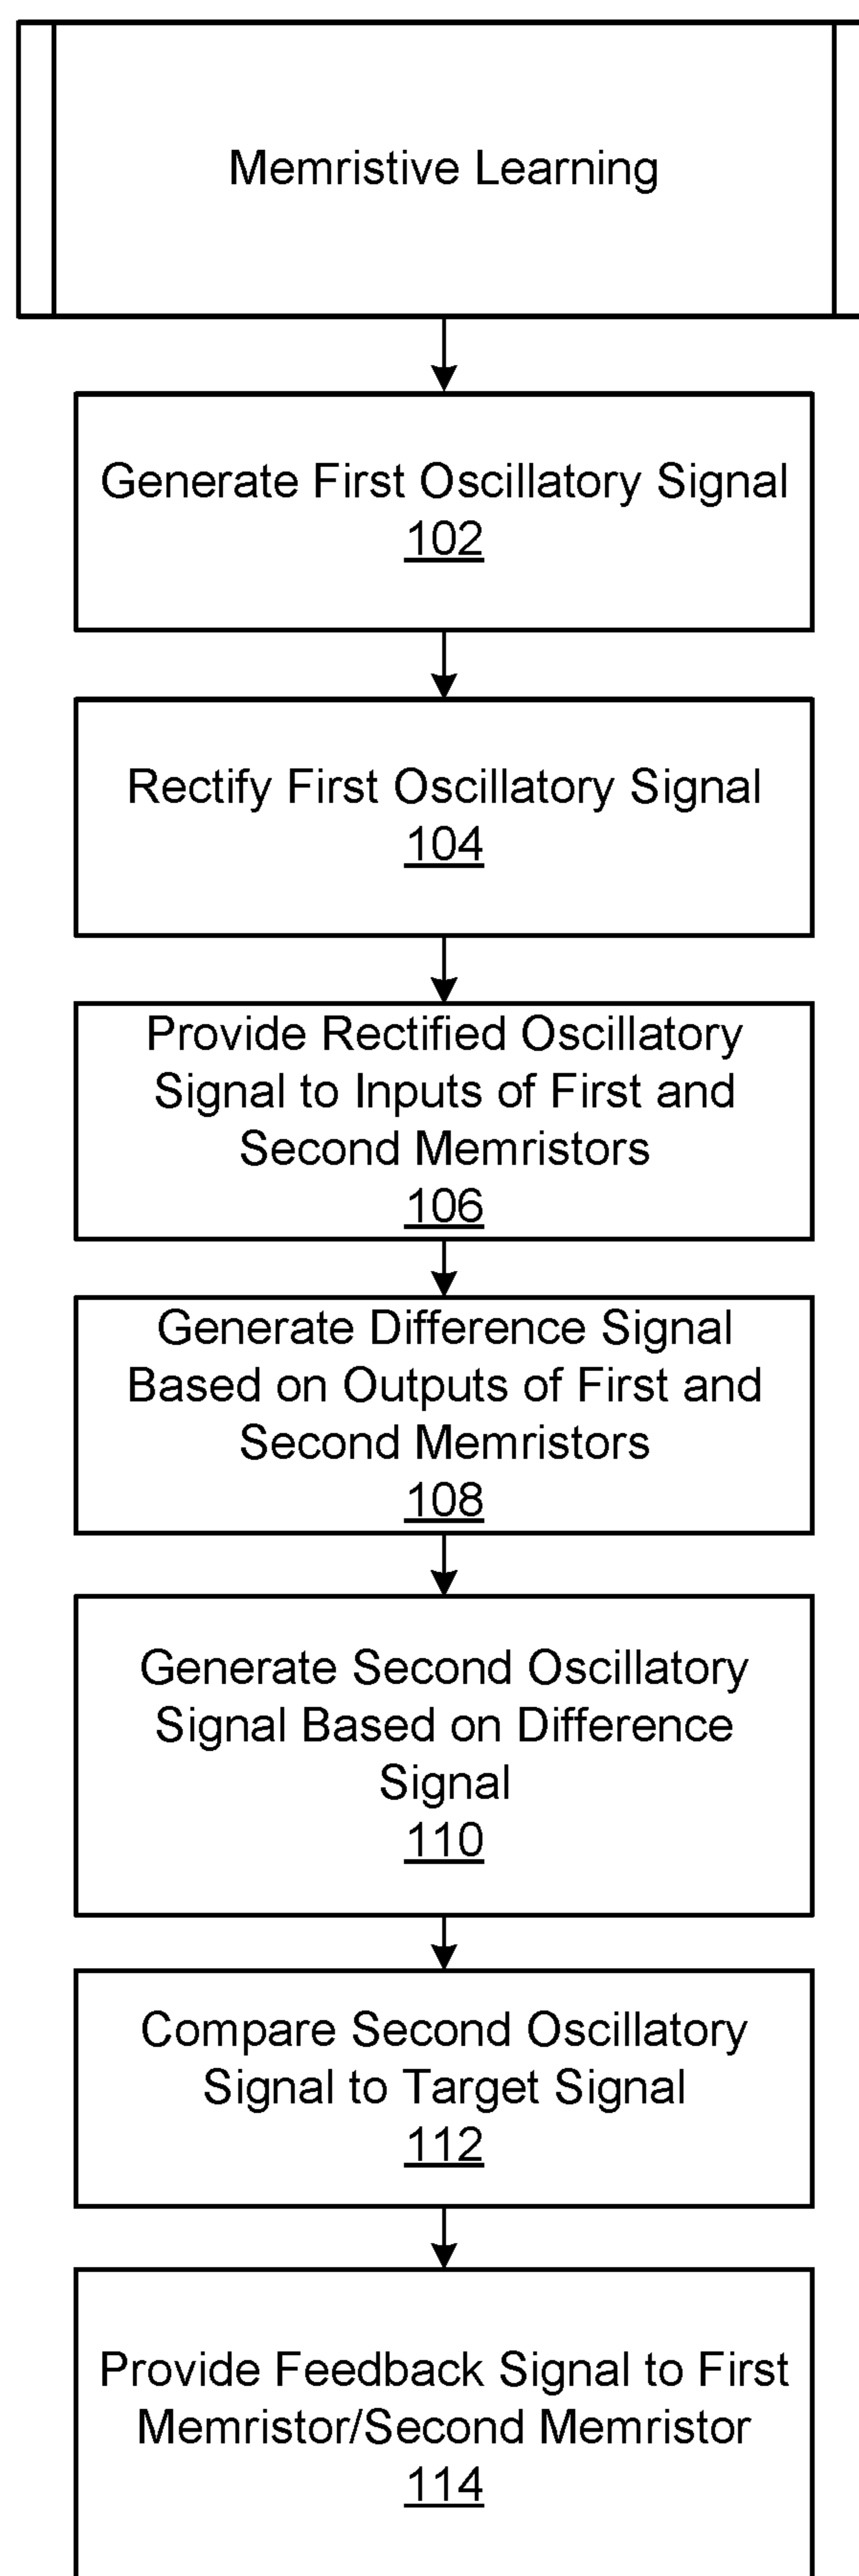 Memristive Learning
Generate First Oscillatory Signal
102
Rectify First Oscillatory Signal
104
Provide Rectified Oscillatory
Signal to Inputs of First and
Second Memristors
106
Generate Difference Signal
Based on Outputs of First and
Second Memristors
108
Generate Second Oscillatory
Signal Based on Difference
Signal
110
Compare Second Oscillatory
Signal to Target Signal
112
Provide Feedback Signal to First
Memristor/Second Memristor
114